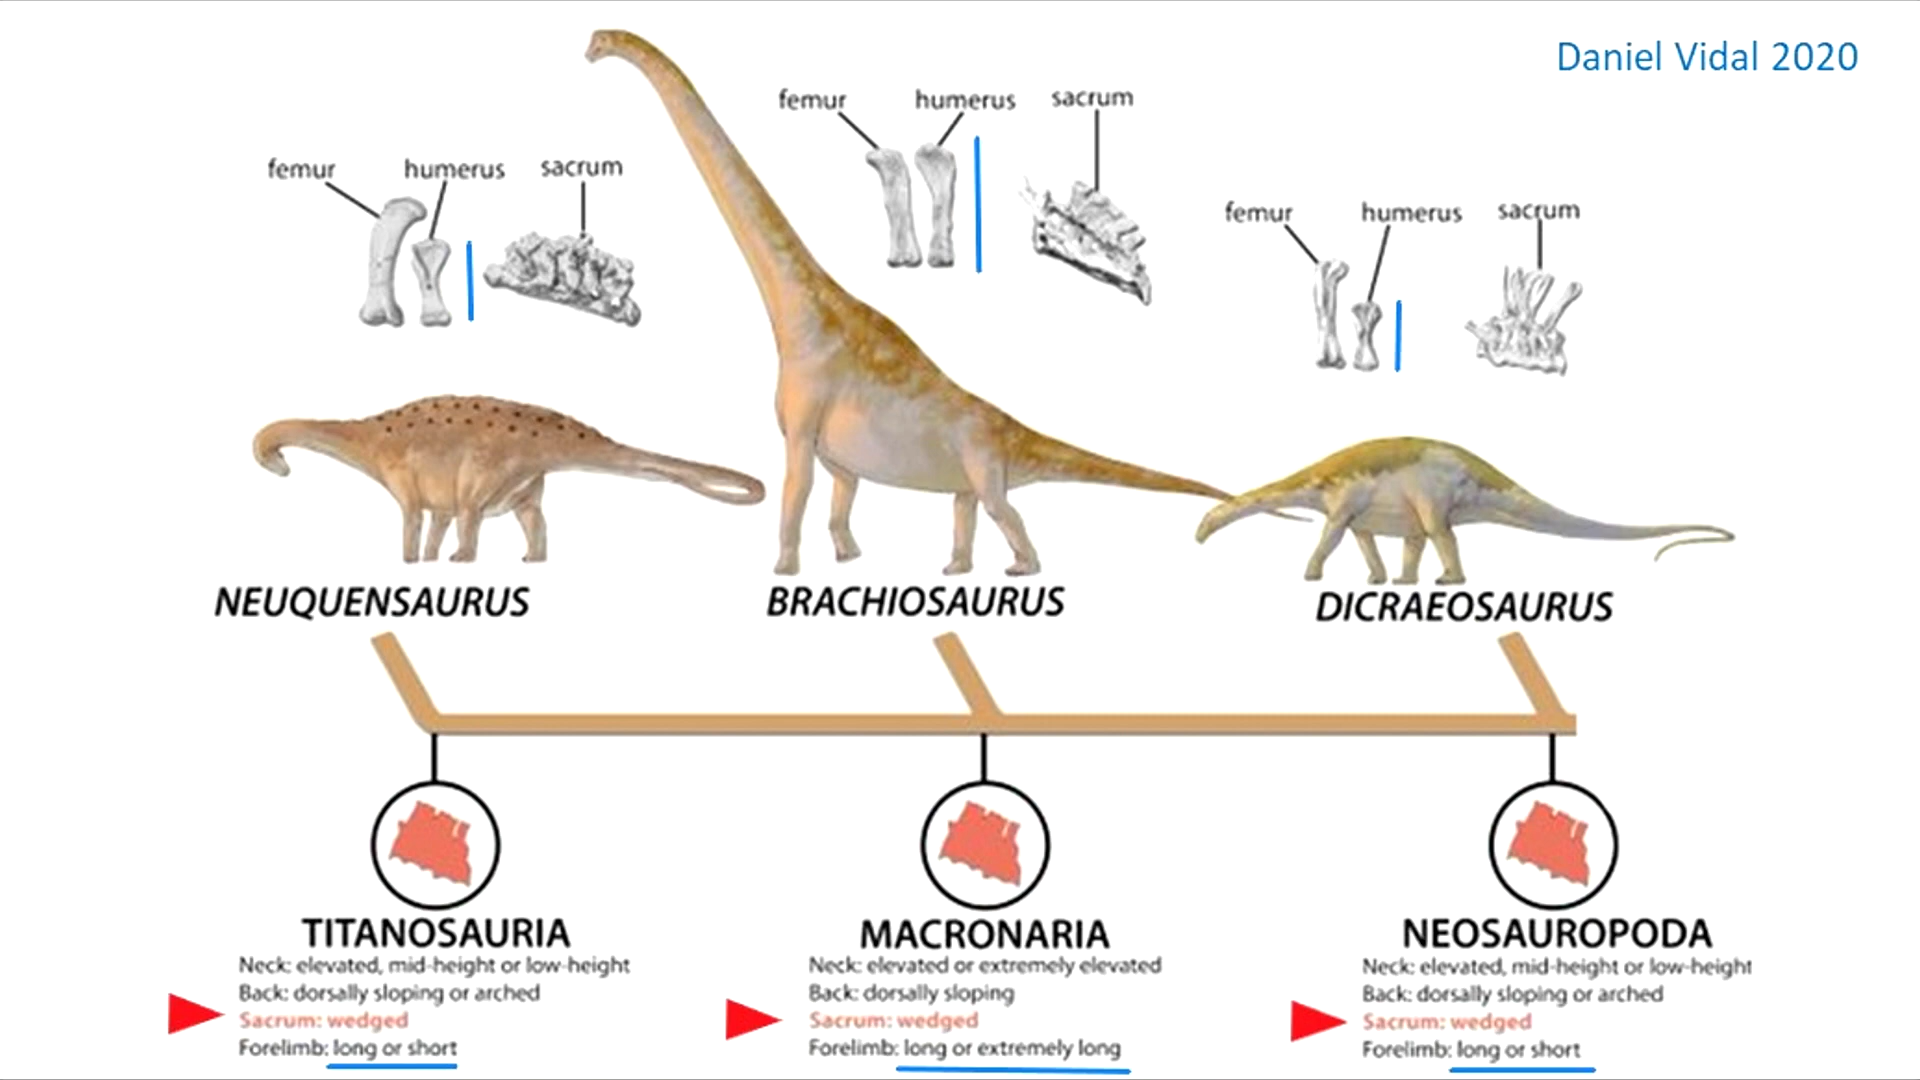 Daniel Vidal 2020
femur humerus sacrum
femur humerus sacrum
femur humerus sacrum
NEUQUENSAURUS
BRACHIOSAURUS
DICRAEOSAURUS
TITANOSAURIA
Neck: elevated, mid-height or low-height
Back: dorsally sloping or arched
Sacrum: wedged
Forelimb: long or short
MACRONARIA
Neck: elevated or extremely elevated
Back: dorsally sloping
Sacrum: wedged
Forelimb: long or extremely long
NEOSAUROPODA
Neck: elevated, mid-height or low-height
Back: dorsally sloping or arched
Sacrum: wedged
Forelimb: long or short